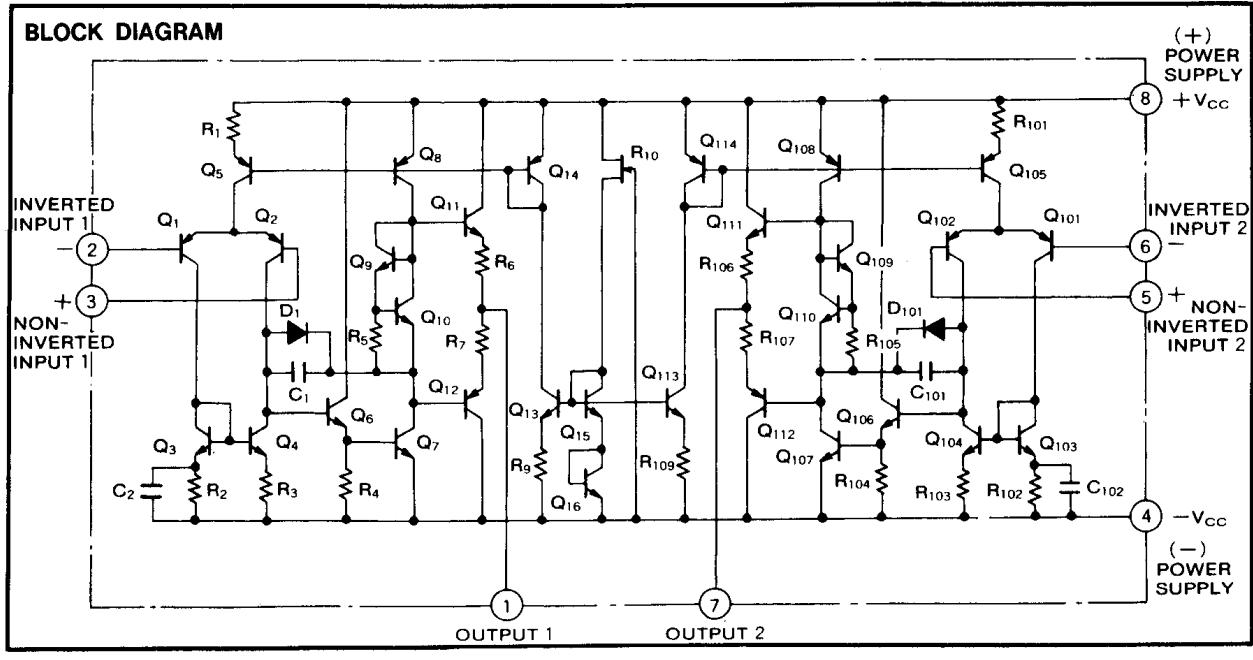 BLOCK DIAGRAM
(+)
POWER
SUPPLY
8
+VCC
R1
R101
Q5
Q8
Q14
R10
Q114
Q108
Q105
INVERTED
INPUT 1
Q1
Q2
Q11
Q111
Q102
Q101
INVERTED
INPUT 2
−
2
6
−
Q9
R6
R106
Q109
+
3
5
+
NON-
INVERTED
INPUT 1
D1
Q10
Q110
D101
NON-
INVERTED
INPUT 2
R5
R7
R107
R105
C1
Q12
Q113
C101
Q13
Q3
Q4
Q6
Q7
Q15
Q112
Q106
Q104
Q103
Q107
C2
R2
R3
R4
R9
Q16
R109
R104
R103
R102
C102
4
−VCC
(−)
POWER
SUPPLY
1
7
OUTPUT 1
OUTPUT 2